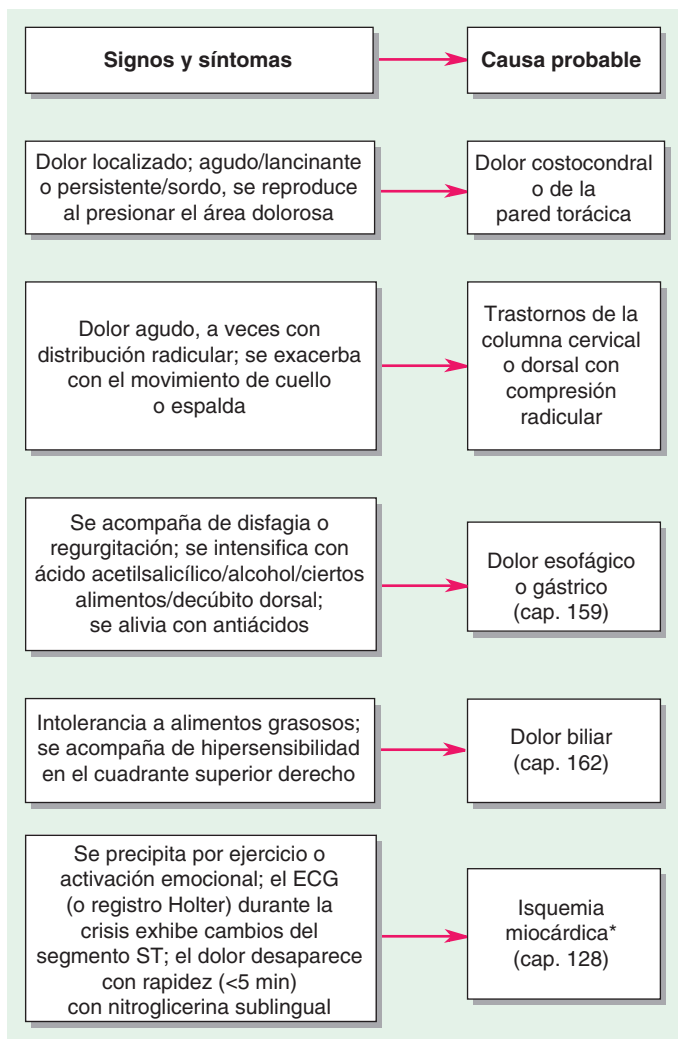 Signos y síntomas
Causa probable
Dolor localizado; agudo/lancinante
o persistente/sordo, se reproduce
al presionar el área dolorosa
Dolor costocondral
o de la
pared torácica
Dolor agudo, a veces con
distribución radicular; se exacerba
con el movimiento de cuello
o espalda
Trastornos de la
columna cervical
o dorsal con
compresión
radicular
Se acompaña de disfagia o
regurgitación; se intensifica con
ácido acetilsalicílico/alcohol/ciertos
alimentos/decúbito dorsal;
se alivia con antiácidos
Dolor esofágico
o gástrico
(cap. 159)
Intolerancia a alimentos grasosos;
se acompaña de hipersensibilidad
en el cuadrante superior derecho
Dolor biliar
(cap. 162)
Se precipita por ejercicio o
activación emocional; el ECG
(o registro Holter) durante la
crisis exhibe cambios del
segmento ST; el dolor desaparece
con rapidez (<5 min)
con nitroglicerina sublingual
Isquemia
miocárdica*
(cap. 128)